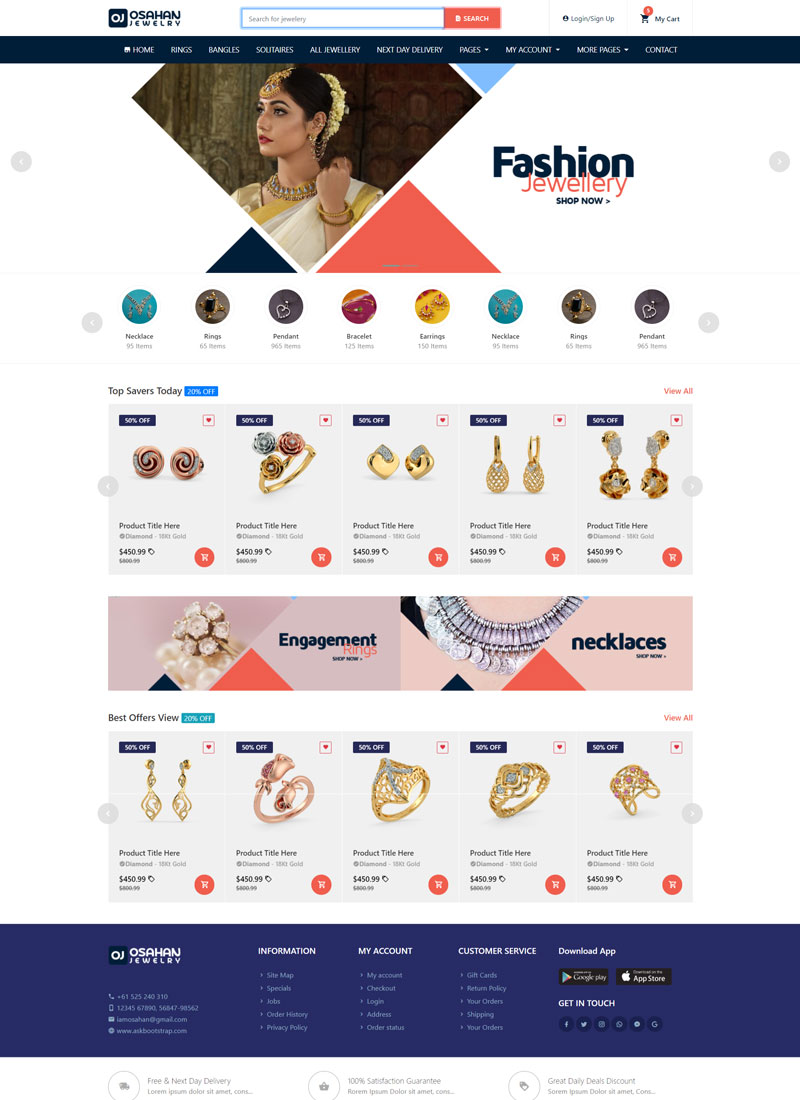 OJ OSAHAN JEWELRY
Search for jewelery
SEARCH
Login/Sign Up
5
My Cart
HOME RINGS BANGLES SOLITAIRES ALL JEWELLERY NEXT DAY DELIVERY PAGES MY ACCOUNT MORE PAGES CONTACT
Fashion
Jewellery
SHOP NOW >
Necklace Rings Pendant Bracelet Earrings Necklace Rings Pendant
95 Items 65 Items 965 Items 125 Items 150 Items 95 Items 65 Items 965 Items
Top Savers Today 20% OFF View All
50% OFF 50% OFF 50% OFF 50% OFF 50% OFF
Product Title Here Product Title Here Product Title Here Product Title Here Product Title Here
Diamond - 18Kt Gold Diamond - 18Kt Gold Diamond - 18Kt Gold Diamond - 18Kt Gold Diamond - 18Kt Gold
$450.99 $450.99 $450.99 $450.99 $450.99
$800.99 $800.99 $800.99 $800.99 $800.99
Engagement
Rings
SHOP NOW >
necklaces
SHOP NOW >
Best Offers View 20% OFF View All
50% OFF 50% OFF 50% OFF 50% OFF 50% OFF
Product Title Here Product Title Here Product Title Here Product Title Here Product Title Here
Diamond - 18Kt Gold Diamond - 18Kt Gold Diamond - 18Kt Gold Diamond - 18Kt Gold Diamond - 18Kt Gold
$450.99 $450.99 $450.99 $450.99 $450.99
$800.99 $800.99 $800.99 $800.99 $800.99
OJ OSAHAN JEWELRY
+61 525 240 310
12345 67890, 56847-98562
iamosahan@gmail.com
www.askbootstrap.com
INFORMATION
Site Map
Specials
Jobs
Order History
Privacy Policy
MY ACCOUNT
My account
Checkout
Login
Address
Order status
CUSTOMER SERVICE
Gift Cards
Return Policy
Your Orders
Shipping
Your Orders
Download App
Google play
Download on the
App Store
GET IN TOUCH
Free & Next Day Delivery
Lorem ipsum dolor sit amet, cons...
100% Satisfaction Guarantee
Rorem Ipsum Dolor sit amet, cons...
Great Daily Deals Discount
Sorem Ipsum Dolor sit amet, Cons...